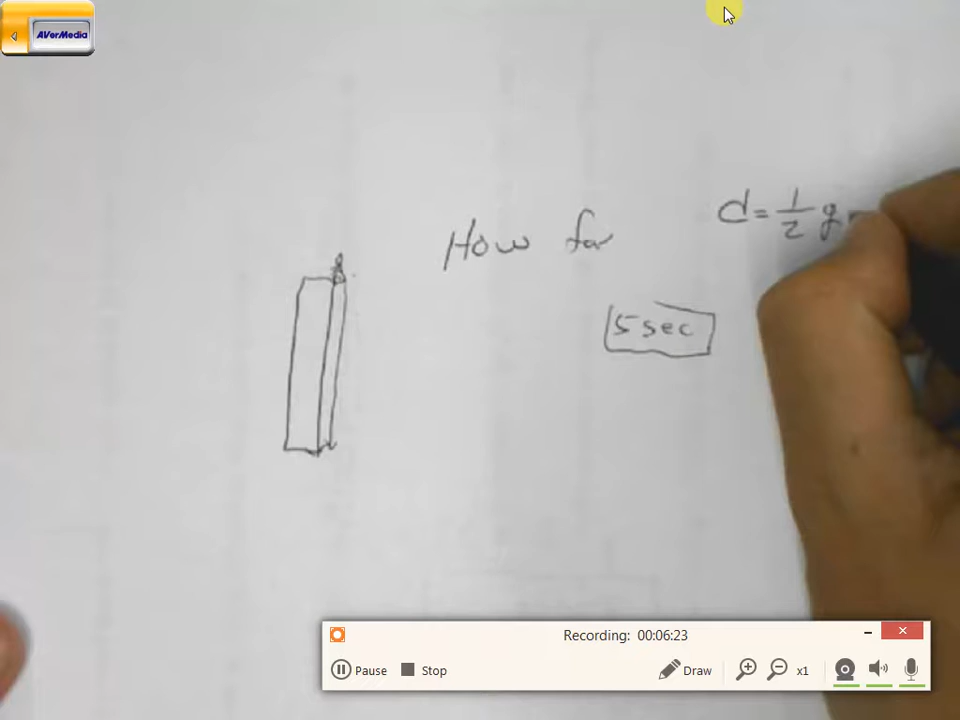 AVerMedia
d=1/2 g
How far
5 sec
Recording: 00:06:23
Pause Stop Draw x1